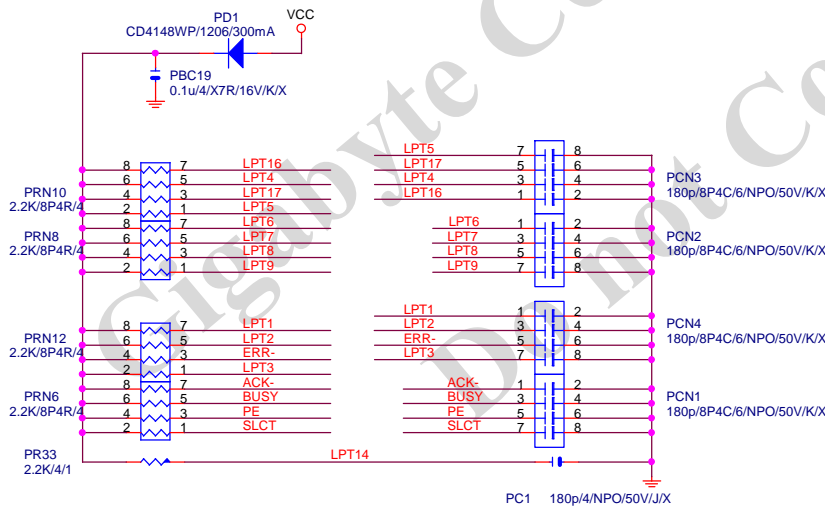 PD1
CD4148WP/1206/300mA
VCC
PBC19
0.1u/4/X7R/16V/K/X
PRN10
2.2K/8P4R/4
8 7 LPT16
6 5 LPT4
4 3 LPT17
2 1 LPT5
PRN8
2.2K/8P4R/4
8 7 LPT6
6 5 LPT7
4 3 LPT8
2 1 LPT9
LPT5 7 8
LPT17 5 6
LPT4 3 4
LPT16 1 2
PCN3
180p/8P4C/6/NPO/50V/K/X
LPT6 1 2
LPT7 3 4
LPT8 5 6
LPT9 7 8
PCN2
180p/8P4C/6/NPO/50V/K/X
PRN12
2.2K/8P4R/4
8 7 LPT1
6 5 LPT2
4 3 ERR-
2 1 LPT3
PRN6
2.2K/8P4R/4
8 7 ACK-
6 5 BUSY
4 3 PE
2 1 SLCT
LPT1 1 2
LPT2 3 4
ERR- 5 6
LPT3 7 8
PCN4
180p/8P4C/6/NPO/50V/K/X
ACK- 1 2
BUSY 3 4
PE 5 6
SLCT 7 8
PCN1
180p/8P4C/6/NPO/50V/K/X
PR33
2.2K/4/1
LPT14
PC1 180p/4/NPO/50V/J/X
Gigabyte Co
Do not Co